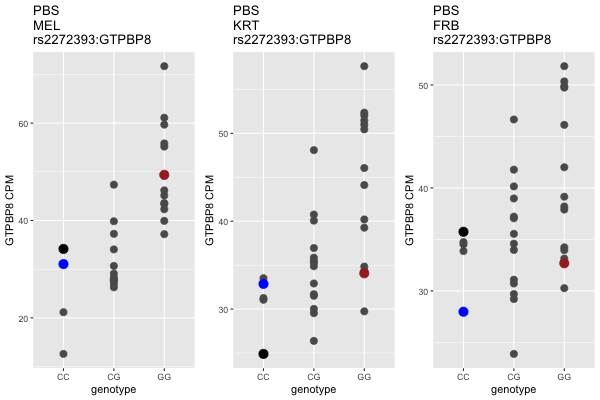 PBS
MEL
rs2272393:GTPBP8
GTPBP8 CPM
60
40
20
CC
CG
GG
genotype
PBS
KRT
rs2272393:GTPBP8
GTPBP8 CPM
50
40
30
CC
CG
GG
genotype
PBS
FRB
rs2272393:GTPBP8
GTPBP8 CPM
50
40
30
CC
CG
GG
genotype